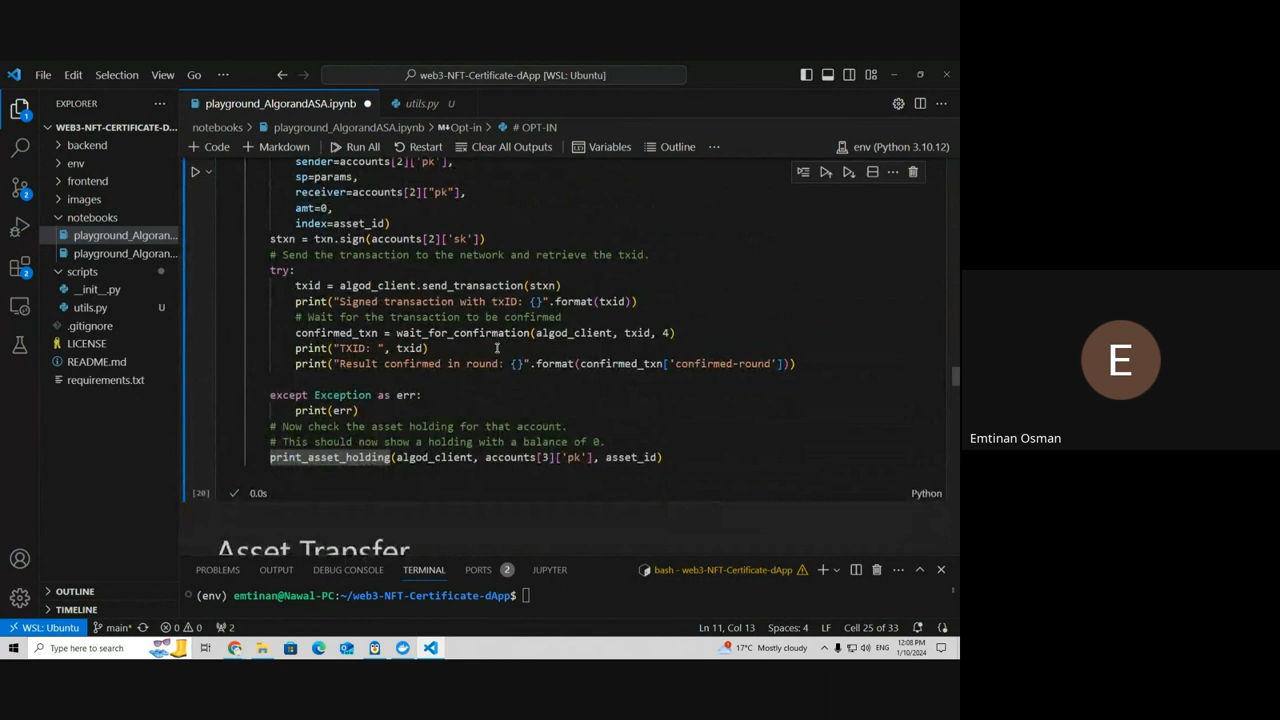 File Edit Selection View Go ···
web3-NFT-Certificate-dApp [WSL: Ubuntu]
EXPLORER
playground_AlgorandASA.ipynb
utils.py U
WEB3-NFT-CERTIFICATE-D...
notebooks > playground_AlgorandASA.ipynb > M↓Opt-in > # OPT-IN
backend
+ Code + Markdown Run All Restart Clear All Outputs Variables Outline ··· env (Python 3.10.12)
env
frontend
images
notebooks
playground_Algoran...
playground_Algoran...
scripts
__init__.py
utils.py U
.gitignore
LICENSE
README.md
requirements.txt
sender=accounts[2]['pk'],
sp=params,
receiver=accounts[2]["pk"],
amt=0,
index=asset_id)
stxn = txn.sign(accounts[2]['sk'])
# Send the transaction to the network and retrieve the txid.
try:
txid = algod_client.send_transaction(stxn)
print("Signed transaction with txID: {}".format(txid))
# Wait for the transaction to be confirmed
confirmed_txn = wait_for_confirmation(algod_client, txid, 4)
print("TXID: ", txid)
print("Result confirmed in round: {}".format(confirmed_txn['confirmed-round']))
except Exception as err:
print(err)
# Now check the asset holding for that account.
# This should now show a holding with a balance of 0.
print_asset_holding(algod_client, accounts[3]['pk'], asset_id)
[20] 0.0s Python
Asset Transfer
PROBLEMS OUTPUT DEBUG CONSOLE TERMINAL PORTS 2 JUPYTER
bash - web3-NFT-Certificate-dApp
(env) emtinan@Nawal-PC:~/web3-NFT-Certificate-dApp$
OUTLINE
TIMELINE
WSL: Ubuntu main* 0 0 2 Ln 11, Col 13 Spaces: 4 LF Cell 25 of 33
Type here to search
17°C Mostly cloudy ENG 12:08 PM
1/10/2024
E
Emtinan Osman